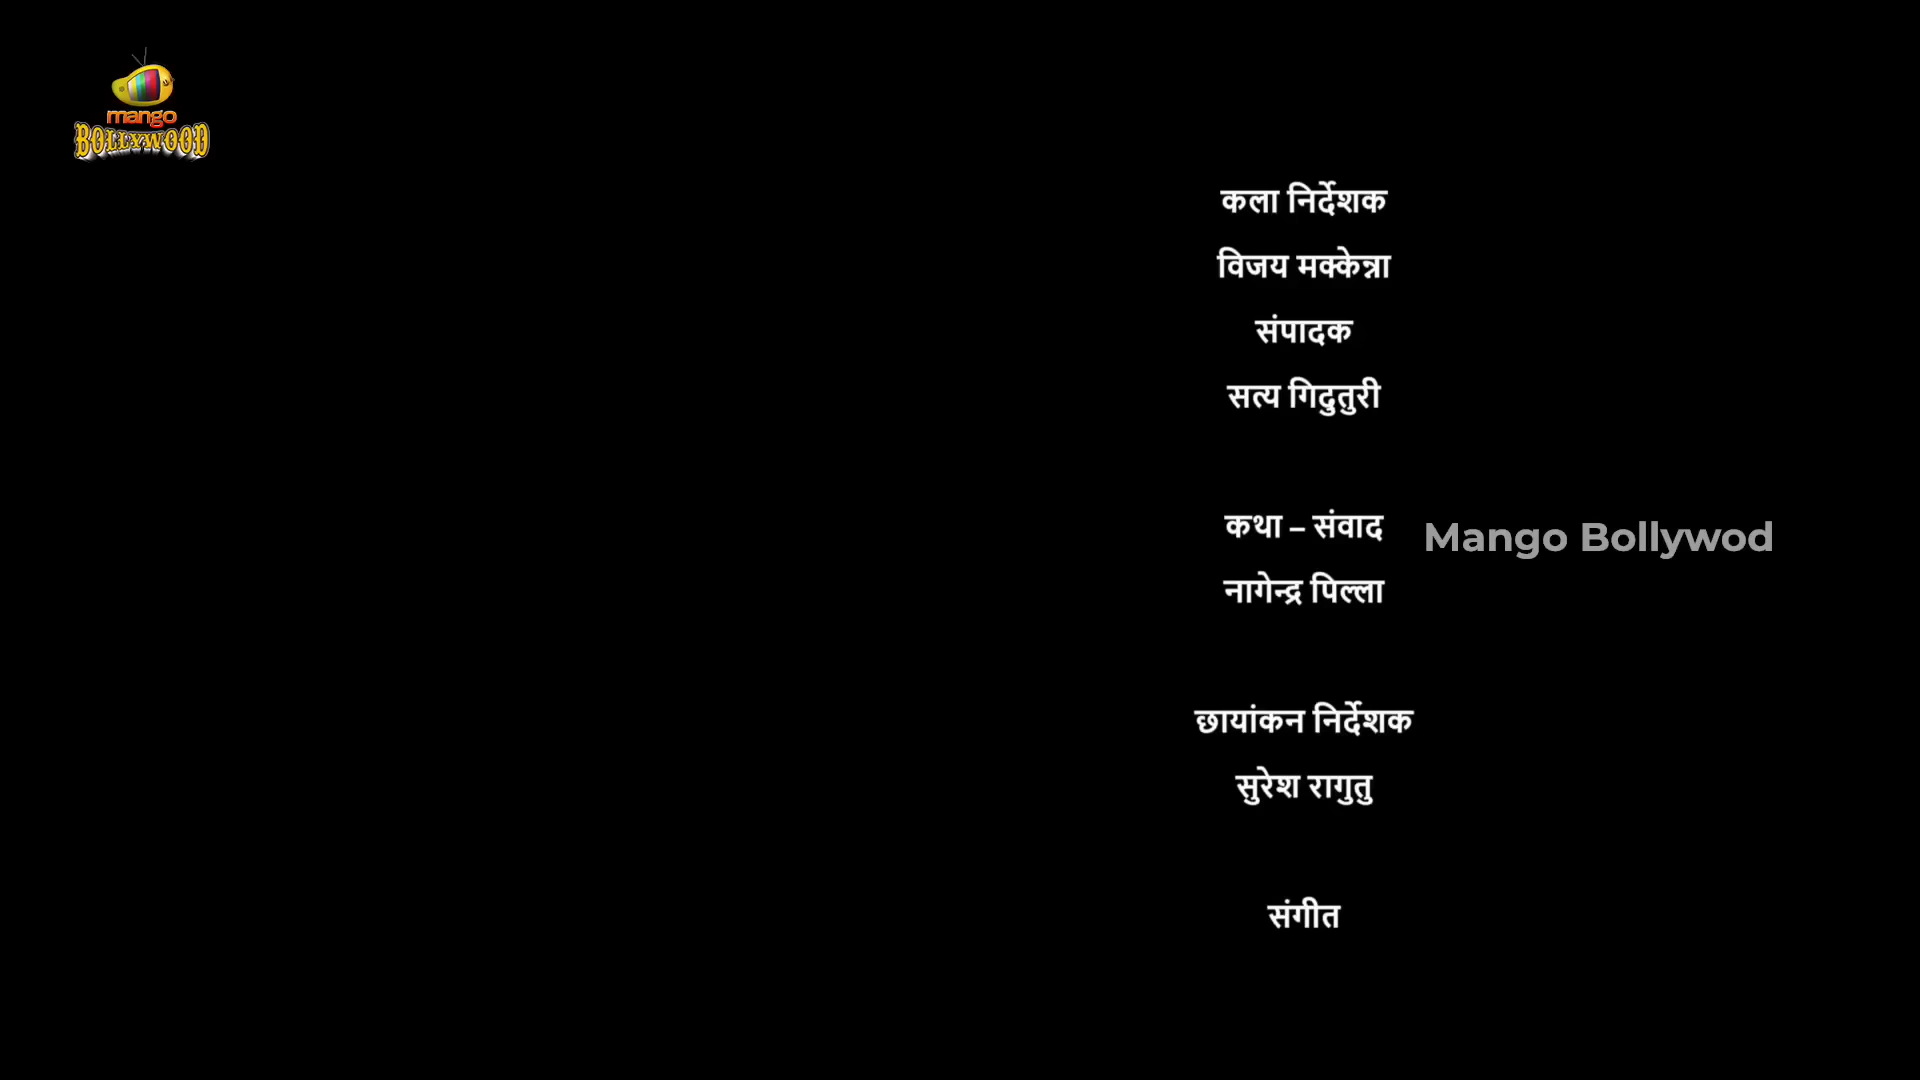 mango
BOLLYWOOD
कला निर्देशक
विजय मक्केन्ना
संपादक
सत्य गिदुतुरी
कथा – संवाद
Mango Bollywod
नागेन्द्र पिल्ला
छायांकन निर्देशक
सुरेश रागुतु
संगीत